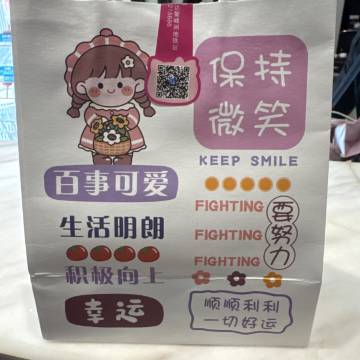 保持
微笑
KEEP SMILE
百事可爱
生活明朗
积极向上
幸运
FIGHTING
FIGHTING
FIGHTING
要努力
顺顺利利
一切好运